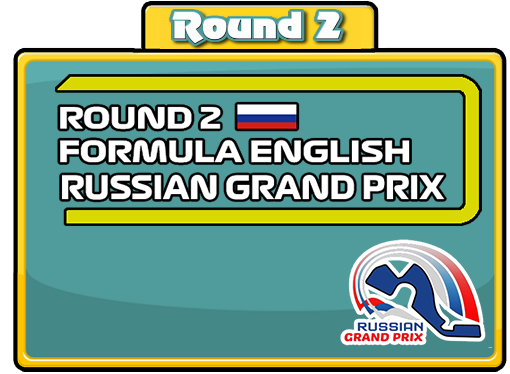 Round 2
ROUND 2
FORMULA ENGLISH
RUSSIAN GRAND PRIX
RUSSIAN
GRAND PRIX